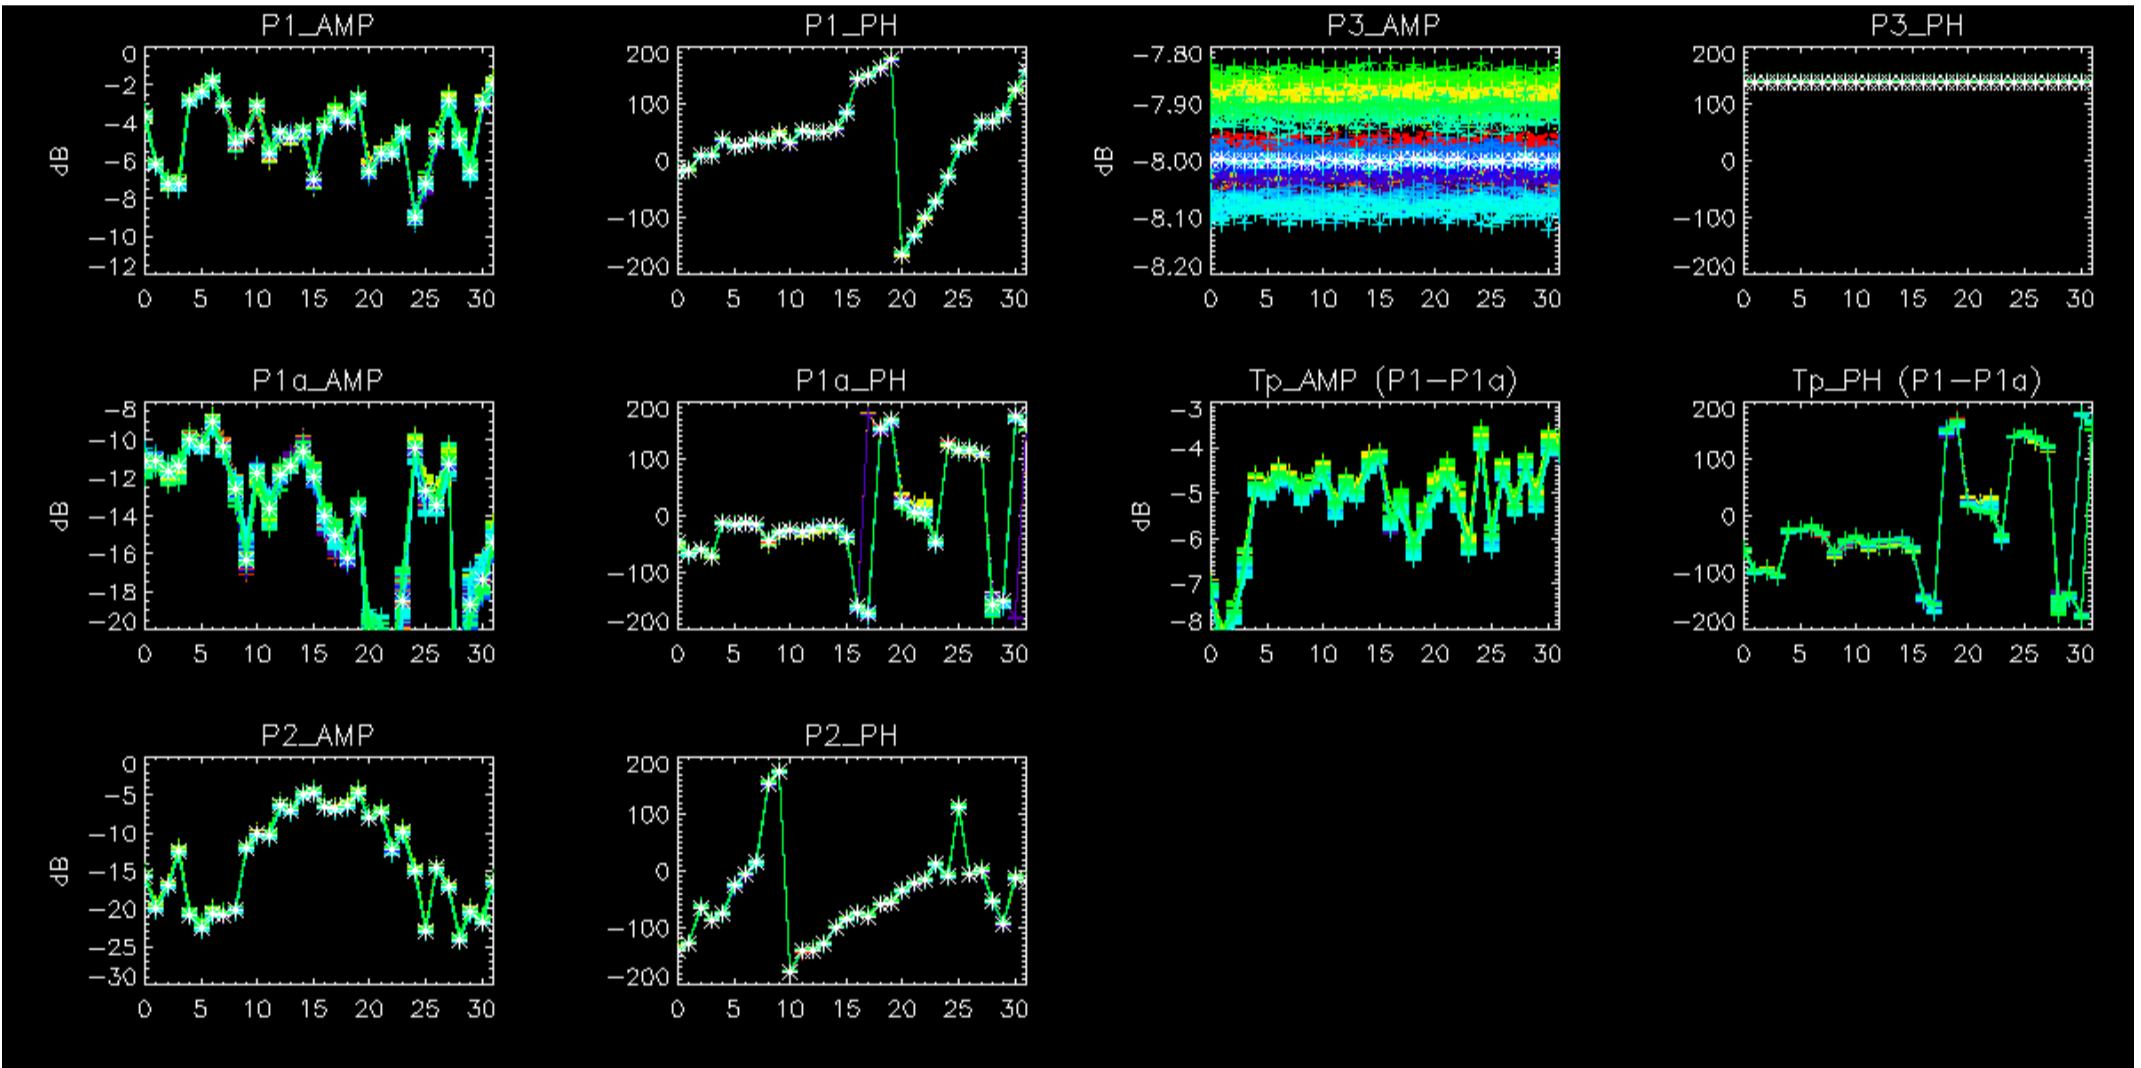 P1_AMP
P1_PH
P3_AMP
P3_PH
dB
0
-2
-4
-6
-8
-10
-12
0 5 10 15 20 25 30
200
100
0
-100
-200
0 5 10 15 20 25 30
dB
-7.80
-7.90
-8.00
-8.10
-8.20
0 5 10 15 20 25 30
200
100
0
-100
-200
0 5 10 15 20 25 30
P1a_AMP
P1a_PH
Tp_AMP (P1-P1a)
Tp_PH (P1-P1a)
dB
-8
-10
-12
-14
-16
-18
-20
0 5 10 15 20 25 30
200
100
0
-100
-200
0 5 10 15 20 25 30
dB
-3
-4
-5
-6
-7
-8
0 5 10 15 20 25 30
200
100
0
-100
-200
0 5 10 15 20 25 30
P2_AMP
P2_PH
dB
0
-5
-10
-15
-20
-25
-30
0 5 10 15 20 25 30
200
100
0
-100
-200
0 5 10 15 20 25 30